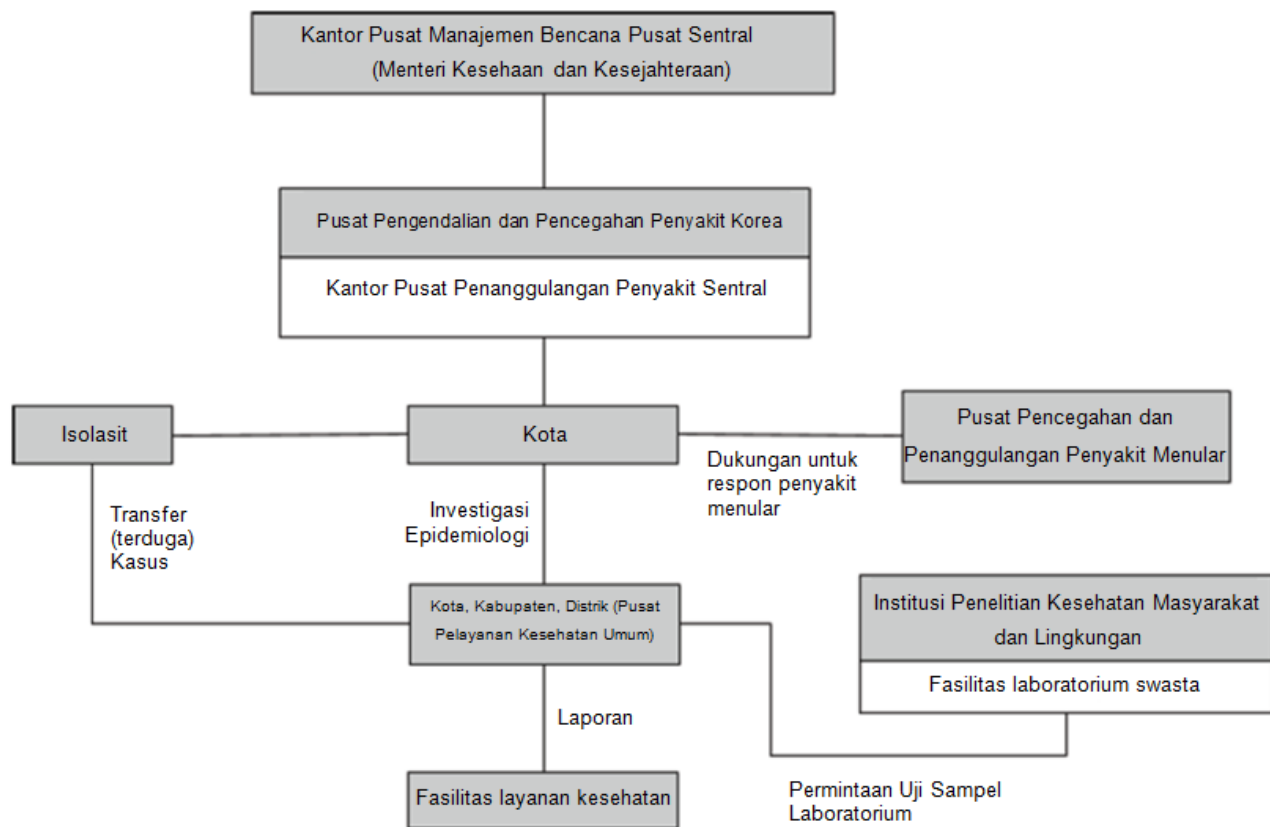 Kantor Pusat Manajemen Bencana Pusat Sentral
(Menteri Kesehaan dan Kesejahteraan)
Pusat Pengendalian dan Pencegahan Penyakit Korea
Kantor Pusat Penanggulangan Penyakit Sentral
Isolasit
Kota
Pusat Pencegahan dan
Penanggulangan Penyakit Menular
Dukungan untuk
respon penyakit
menular
Transfer
(terduga)
Kasus
Investigasi
Epidemiologi
Kota, Kabupaten, Distrik (Pusat
Pelayanan Kesehatan Umum)
Institusi Penelitian Kesehatan Masyarakat
dan Lingkungan
Fasilitas laboratorium swasta
Laporan
Fasilitas layanan kesehatan
Permintaan Uji Sampel
Laboratorium